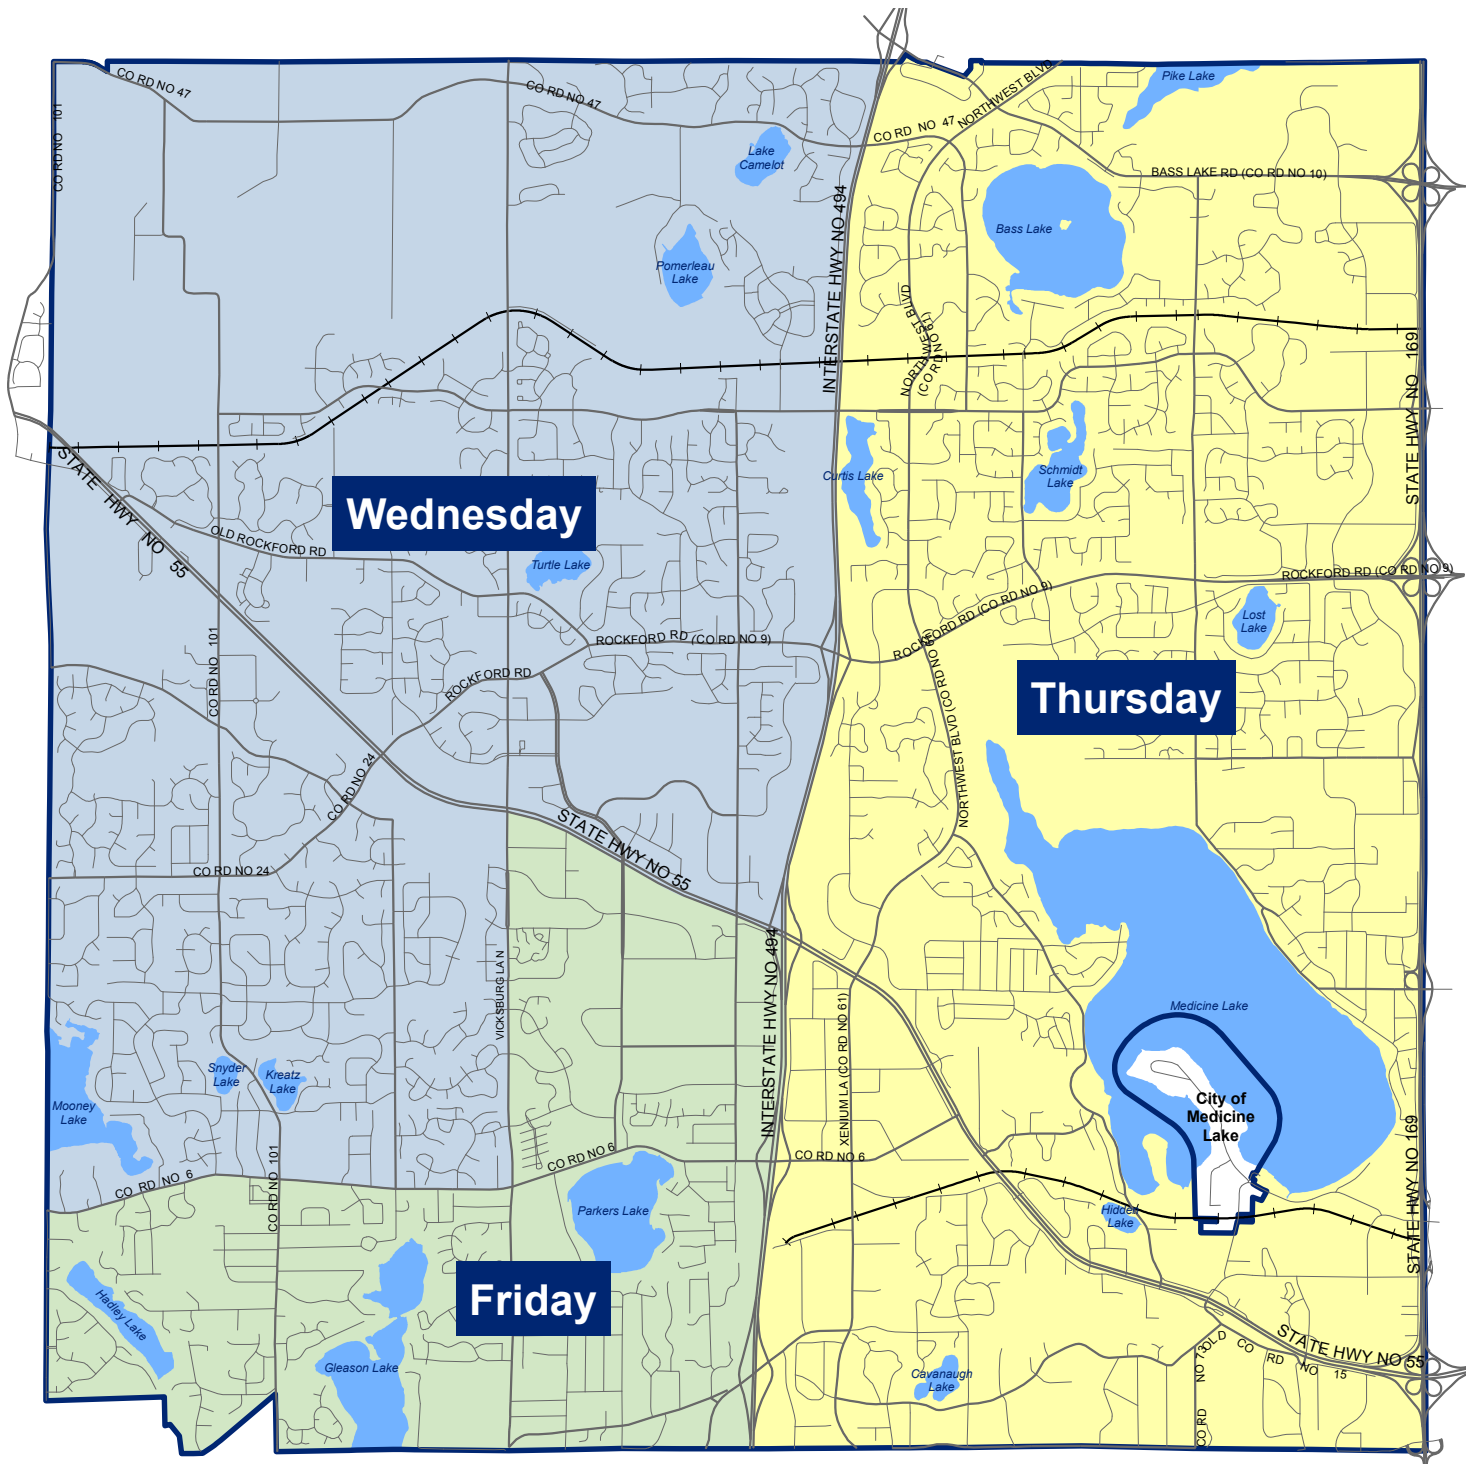 CO RD NO 47
CO RD NO 47
Pike Lake
NORTHWEST BLVD
CO RD NO 47
CO RD NO 101
Lake
Camelot
BASS LAKE RD (CO RD NO 10)
INTERSTATE HWY NO 494
Bass Lake
Pomerleau
Lake
NORTHWEST BLVD
(CO RD NO 61)
STATE HWY NO 169
STATE HWY NO 55
Curtis Lake
Schmidt
Lake
Wednesday
OLD ROCKFORD RD
Turtle Lake
ROCKFORD RD (CO RD NO 9)
ROCKFORD RD (CO RD NO 9)
Lost
Lake
CO RD NO 101
ROCKFORD RD (CO RD NO 9)
ROCKFORD RD
Thursday
NORTHWEST BLVD (CO RD NO 61)
CO RD NO 24
STATE HWY NO 55
CO RD NO 24
VICKSBURG LA N
INTERSTATE HWY NO 494
XENIUM LA (CO RD NO 61)
Medicine Lake
Snyder
Lake
Kreatz
Lake
Mooney
Lake
City of
Medicine
Lake
CO RD NO 6
CO RD NO 101
CO RD NO 6
CO RD NO 6
Parkers Lake
Hidden
Lake
STATE HWY NO 169
Hadley Lake
Friday
Gleason Lake
Cavanaugh
Lake
CO RD NO 73
OLD CO RD NO 15
STATE HWY NO 55